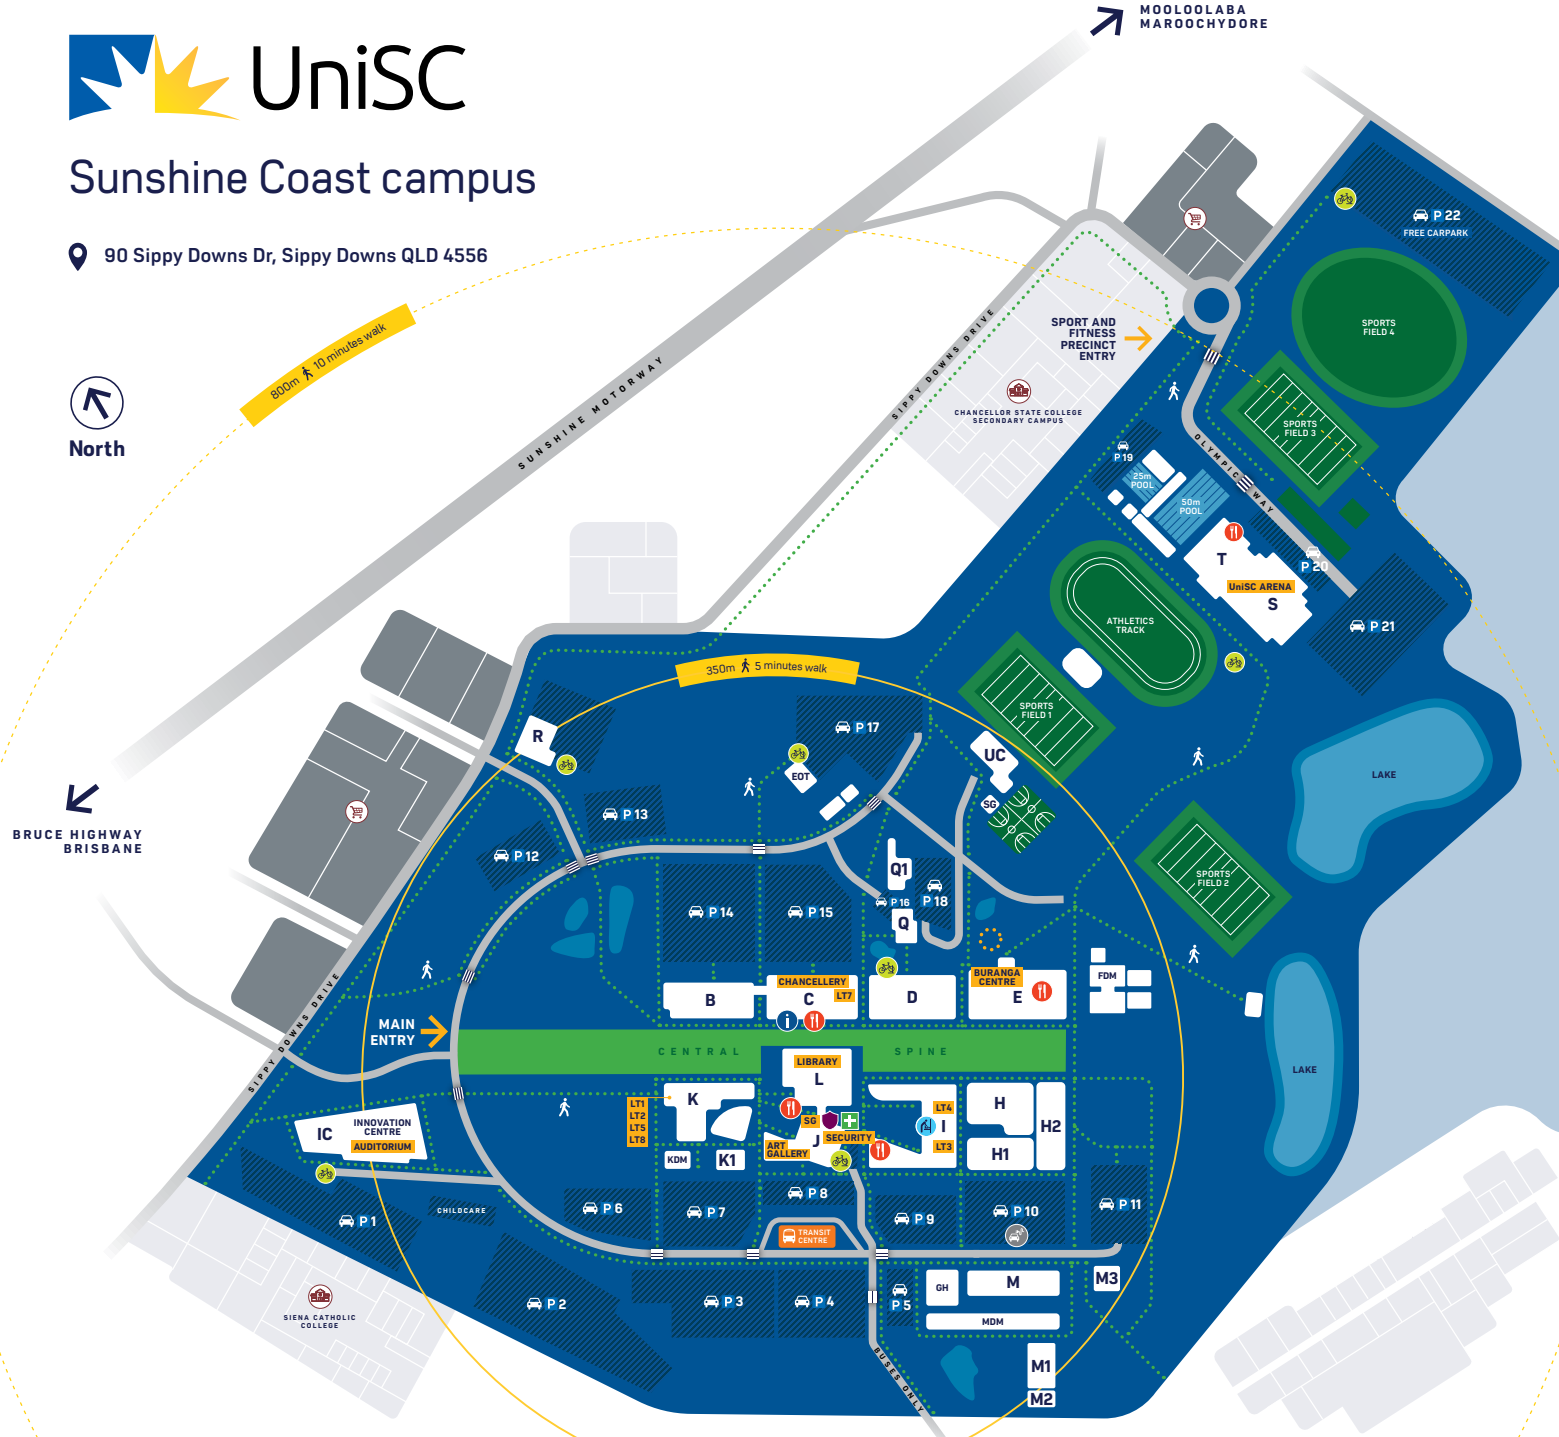 MOOLOOLABA
MAROOCHYDORE
UniSC
Sunshine Coast campus
90 Sippy Downs Dr, Sippy Downs QLD 4556
800m 10 minutes walk
North
BRUCE HIGHWAY
BRISBANE
SUNSHINE MOTORWAY
SIPPY DOWNS DRIVE
SPORT AND
FITNESS
PRECINCT
ENTRY
CHANCELLOR STATE COLLEGE
SECONDARY CAMPUS
P 22
FREE CARPARK
SPORTS
FIELD 4
SPORTS
FIELD 3
OLYMPIC WAY
P 19
25m
POOL
50m
POOL
T
UniSC ARENA
S
P 20
P 21
ATHLETICS
TRACK
SPORTS
FIELD 1
350m 5 minutes walk
R
P 17
EOT
UC
SG
LAKE
P 13
P 12
SPORTS
FIELD 2
Q1
P 16
P 18
Q
P 14
P 15
B
CHANCELLERY
C
LT7
D
BURANGA
CENTRE
E
FDM
MAIN
ENTRY
SIPPY DOWNS DRIVE
CENTRAL SPINE
LAKE
LIBRARY
L
K
LT1
LT2
LT5
LT8
SG
SECURITY
J
ART
GALLERY
LT4
I
LT3
H
H2
H1
KDM
K1
IC
INNOVATION
CENTRE
AUDITORIUM
P 1
CHILDCARE
P 6
P 7
P 8
P 9
P 10
P 11
TRANSIT
CENTRE
P 2
P 3
P 4
P 5
GH
M
M3
MDM
M1
M2
BUSES ONLY
SIENA CATHOLIC
COLLEGE